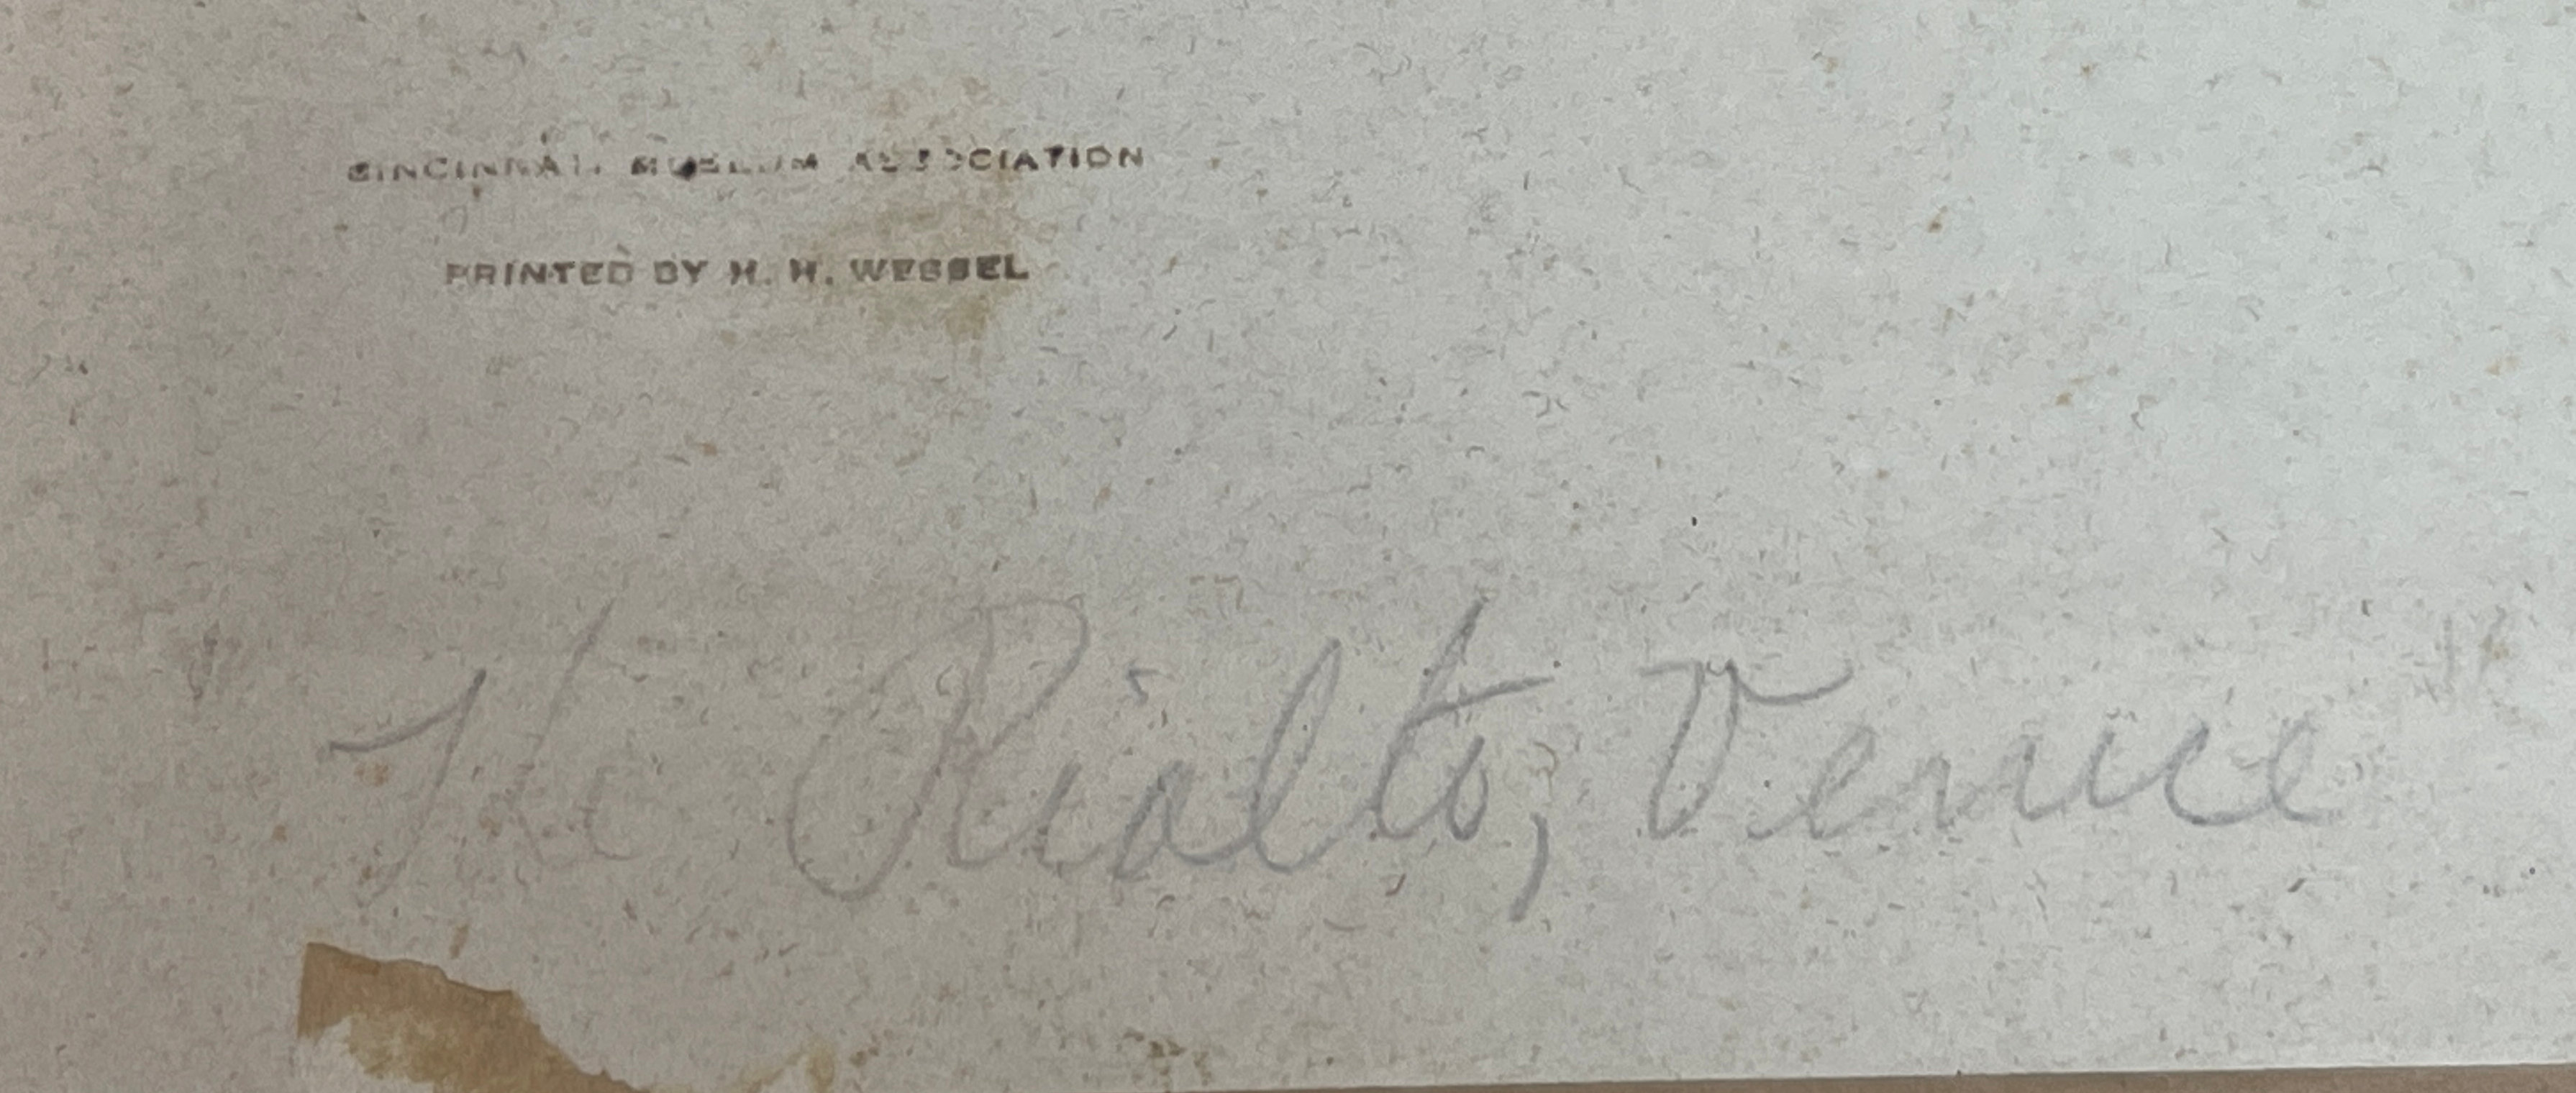 CINCINNATI MUSEUM ASSOCIATION
PRINTED BY H. H. WESSEL
"The Rialto, Venice"